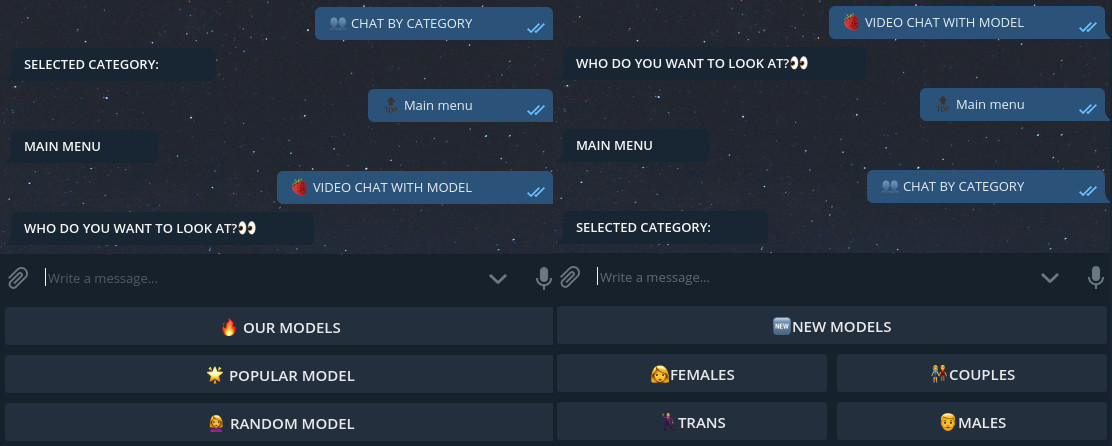 👥 CHAT BY CATEGORY
SELECTED CATEGORY:
🔝 Main menu
MAIN MENU
🍓 VIDEO CHAT WITH MODEL
WHO DO YOU WANT TO LOOK AT?👀
Write a message...
🔥 OUR MODELS
🌟 POPULAR MODEL
🙇‍♀️ RANDOM MODEL
🍓 VIDEO CHAT WITH MODEL
WHO DO YOU WANT TO LOOK AT?👀
🔝 Main menu
MAIN MENU
👥 CHAT BY CATEGORY
SELECTED CATEGORY:
Write a message...
🆕NEW MODELS
👩FEMALES
👫COUPLES
TRANS
👨MALES